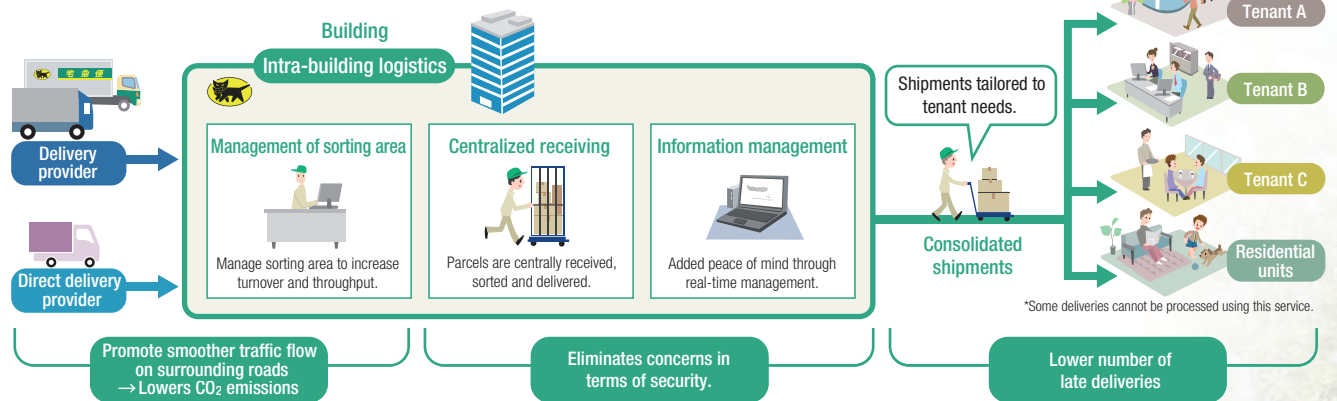 Building
Intra-building logistics
宅急便
Delivery
provider
Direct delivery
provider
Management of sorting area
Manage sorting area to increase
turnover and throughput.
Centralized receiving
Parcels are centrally received,
sorted and delivered.
Information management
Added peace of mind through
real-time management.
Shipments tailored to
tenant needs.
Consolidated
shipments
Tenant A
Tenant B
Tenant C
Residential
units
*Some deliveries cannot be processed using this service.
Promote smoother traffic flow
on surrounding roads
→Lowers CO₂ emissions
Eliminates concerns in
terms of security.
Lower number of
late deliveries